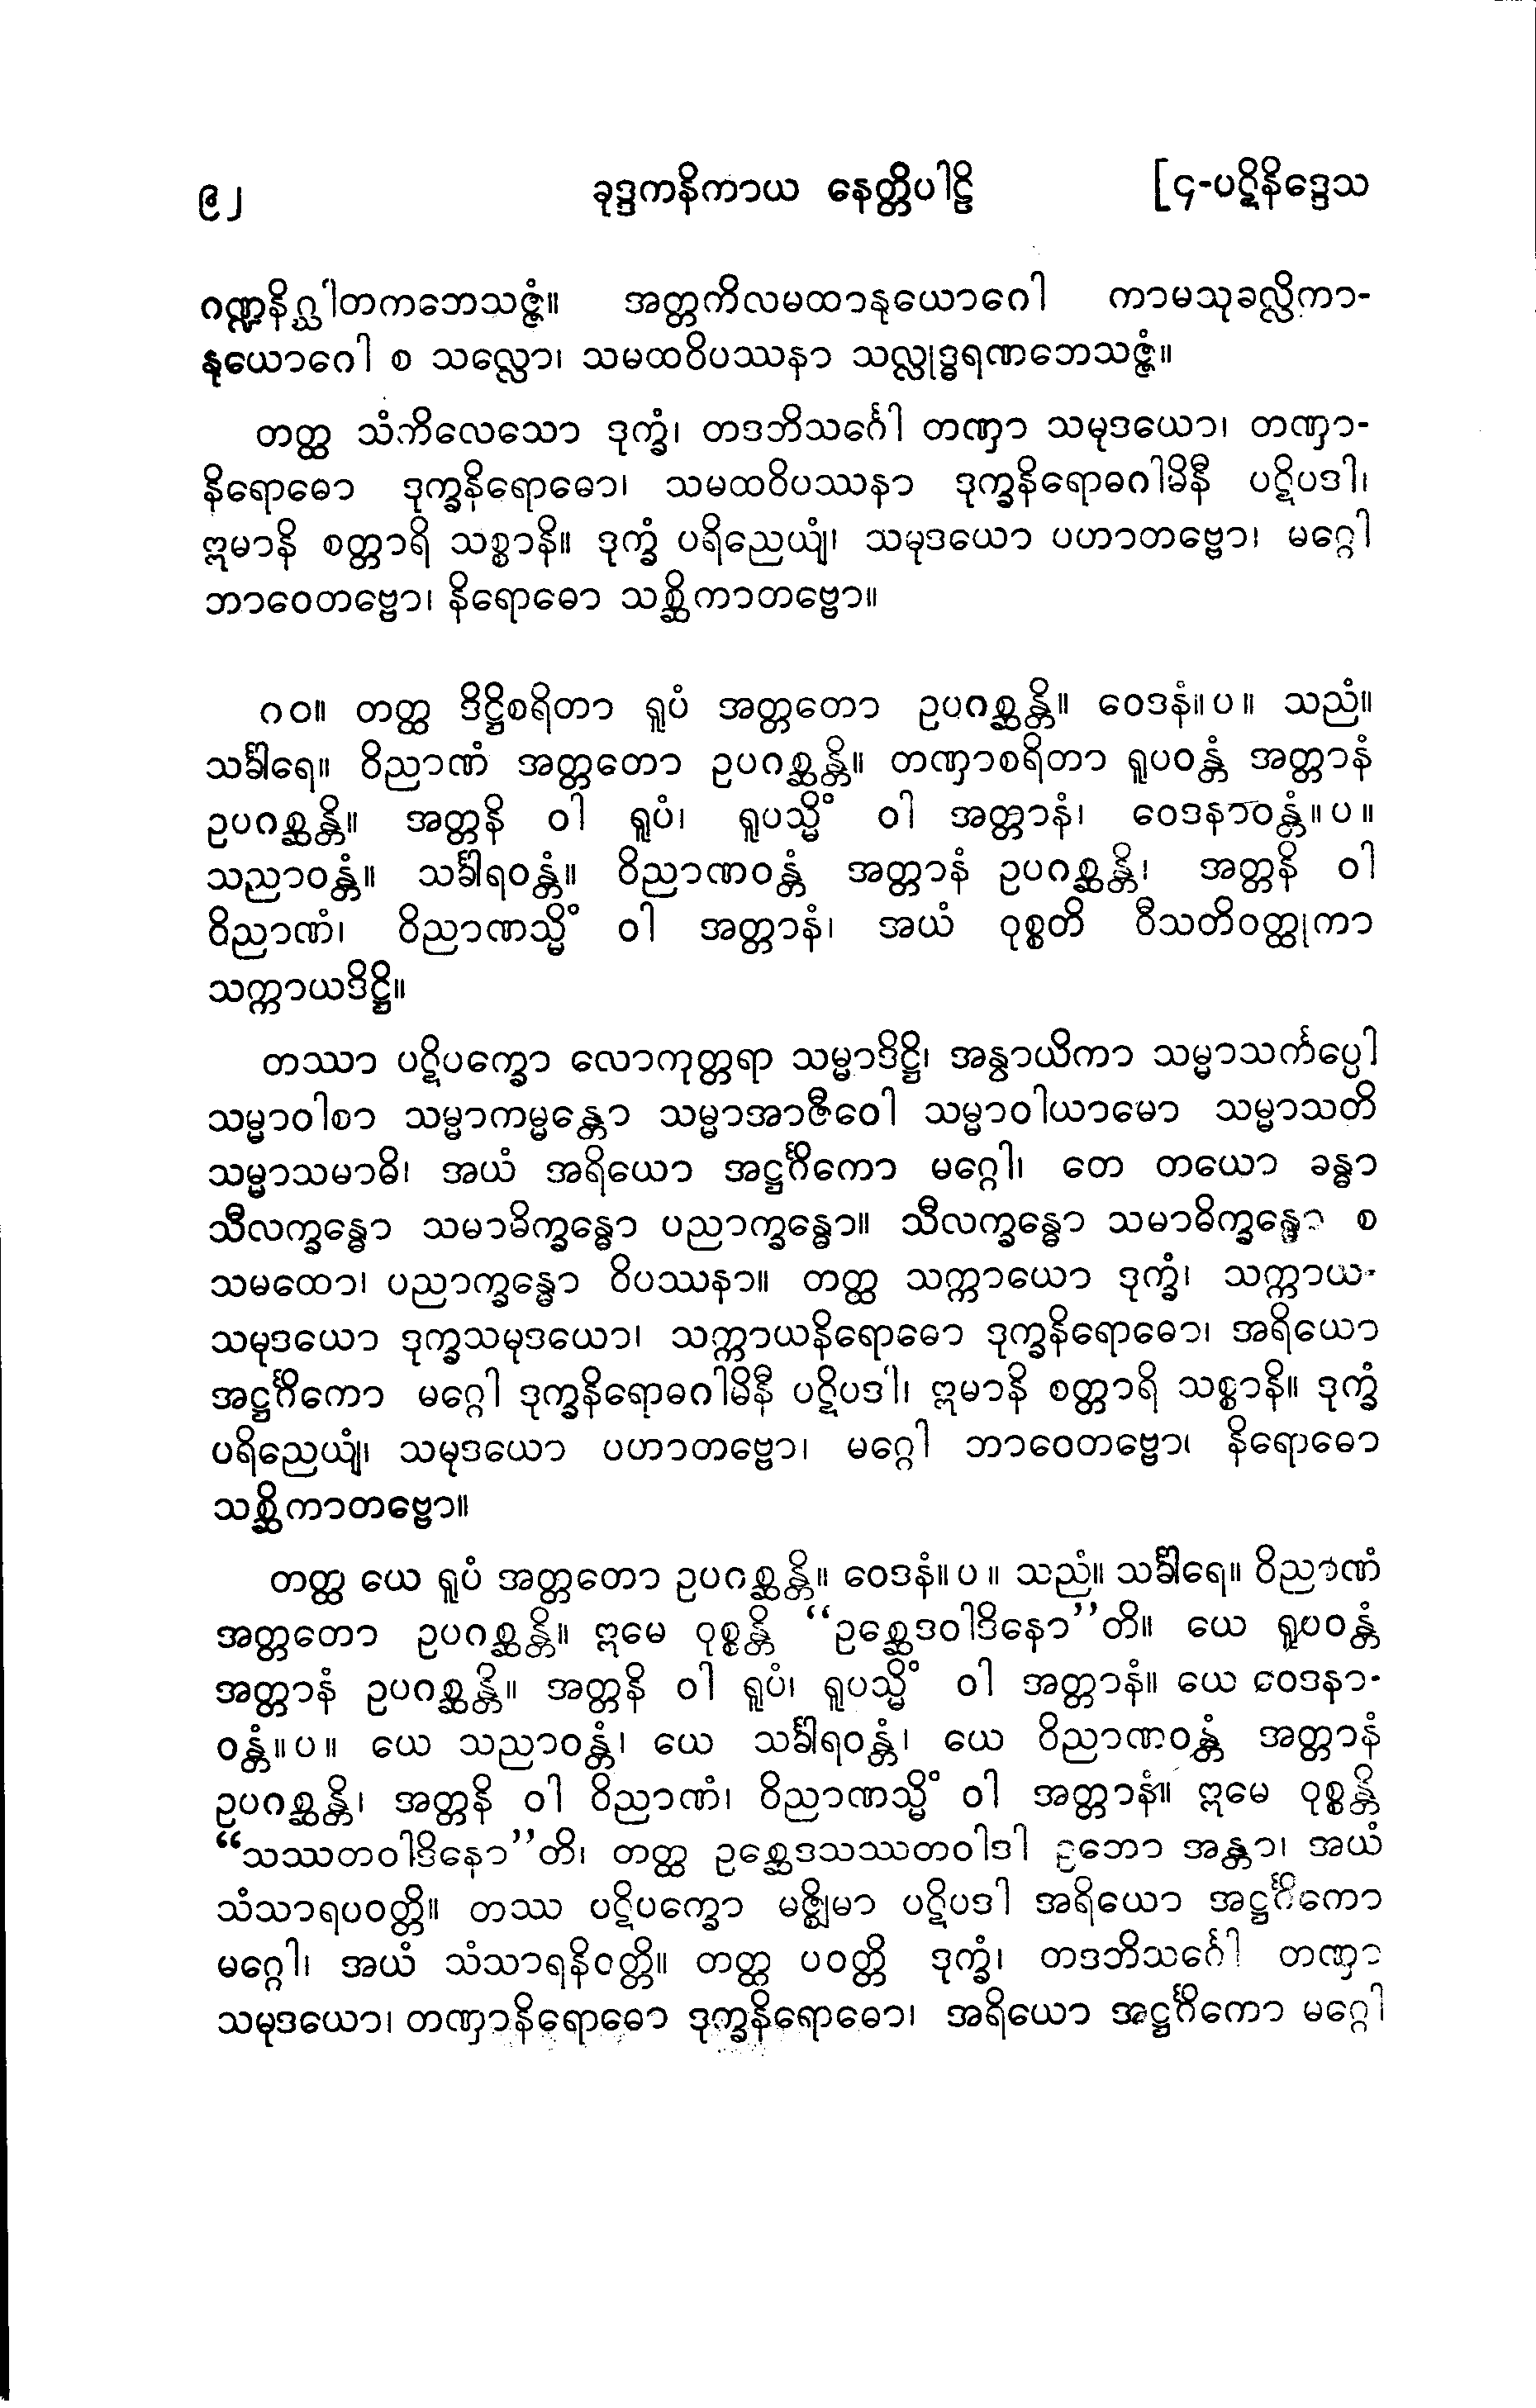 ၉၂ ခုဒ္ဒကနိကာယ နေတ္တိပါဠိ [၄-ပဋိနိဒ္ဒေသ
ဂဏ္ဍနိဂ္ဃါတကဘေသဇ္ဇံ။ အတ္တကိလမထာနုယောဂေါ ကာမသုခလ္လိကာ-
နုယောဂေါ စ သလ္လော၊ သမထဝိပဿနာ သလ္လုဒ္ဓရဏဘေသဇ္ဇံ။
တတ္ထ သံကိလေသော ဒုက္ခံ၊ တဒဘိသင်္ဂေါ တဏှာ သမုဒယော၊ တဏှာ-
နိရောဓော ဒုက္ခနိရောဓော၊ သမထဝိပဿနာ ဒုက္ခနိရောဓဂါမိနီ ပဋိပဒါ၊
ဣမာနိ စတ္တာရိ သစ္စာနိ။ ဒုက္ခံ ပရိညေယျံ၊ သမုဒယော ပဟာတဗ္ဗော၊ မဂ္ဂေါ
ဘာဝေတဗ္ဗော၊ နိရောဓော သစ္ဆိကာတဗ္ဗော။
၈၀။ တတ္ထ ဒိဋ္ဌိစရိတာ ရူပံ အတ္တတော ဥပဂစ္ဆန္တိ။ ဝေဒနံ။ပ။ သညံ။
သင်္ခါရေ။ ဝိညာဏံ အတ္တတော ဥပဂစ္ဆန္တိ။ တဏှာစရိတာ ရူပဝန္တံ အတ္တာနံ
ဥပဂစ္ဆန္တိ။ အတ္တနိ ဝါ ရူပံ၊ ရူပသ္မိံ ဝါ အတ္တာနံ၊ ဝေဒနာဝန္တံ။ပ။
သညာဝန္တံ။ သင်္ခါရဝန္တံ။ ဝိညာဏဝန္တံ အတ္တာနံ ဥပဂစ္ဆန္တိ၊ အတ္တနိ ဝါ
ဝိညာဏံ၊ ဝိညာဏသ္မိံ ဝါ အတ္တာနံ၊ အယံ ဝုစ္စတိ ဝီသတိဝတ္ထုကာ
သက္ကာယဒိဋ္ဌိ။
တဿာ ပဋိပက္ခော လောကုတ္တရာ သမ္မာဒိဋ္ဌိ၊ အနွာယိကာ သမ္မာသင်္ကပ္ပေါ
သမ္မာဝါစာ သမ္မာကမ္မန္တော သမ္မာအာဇီဝေါ သမ္မာဝါယာမော သမ္မာသတိ
သမ္မာသမာဓိ၊ အယံ အရိယော အဋ္ဌင်္ဂိကော မဂ္ဂေါ၊ တေ တယော ခန္ဓာ
သီလက္ခန္ဓော သမာဓိက္ခန္ဓော ပညာက္ခန္ဓော။ သီလက္ခန္ဓော သမာဓိက္ခန္ဓော စ
သမထော၊ ပညာက္ခန္ဓော ဝိပဿနာ။ တတ္ထ သက္ကာယော ဒုက္ခံ၊ သက္ကာယ-
သမုဒယော ဒုက္ခသမုဒယော၊ သက္ကာယနိရောဓော ဒုက္ခနိရောဓော၊ အရိယော
အဋ္ဌင်္ဂိကော မဂ္ဂေါ ဒုက္ခနိရောဓဂါမိနီ ပဋိပဒါ၊ ဣမာနိ စတ္တာရိ သစ္စာနိ။ ဒုက္ခံ
ပရိညေယျံ၊ သမုဒယော ပဟာတဗ္ဗော၊ မဂ္ဂေါ ဘာဝေတဗ္ဗော၊ နိရောဓော
သစ္ဆိကာတဗ္ဗော။
တတ္ထ ယေ ရူပံ အတ္တတော ဥပဂစ္ဆန္တိ။ ဝေဒနံ။ပ။ သညံ။ သင်္ခါရေ။ ဝိညာဏံ
အတ္တတော ဥပဂစ္ဆန္တိ။ ဣမေ ဝုစ္စန္တိ “ဥစ္ဆေဒဝါဒိနော”တိ။ ယေ ရူပဝန္တံ
အတ္တာနံ ဥပဂစ္ဆန္တိ။ အတ္တနိ ဝါ ရူပံ၊ ရူပသ္မိံ ဝါ အတ္တာနံ။ ယေ ဝေဒနာ-
ဝန္တံ။ပ။ ယေ သညာဝန္တံ၊ ယေ သင်္ခါရဝန္တံ၊ ယေ ဝိညာဏဝန္တံ အတ္တာနံ
ဥပဂစ္ဆန္တိ၊ အတ္တနိ ဝါ ဝိညာဏံ၊ ဝိညာဏသ္မိံ ဝါ အတ္တာနံ။ ဣမေ ဝုစ္စန္တိ
“သဿတဝါဒိနော”တိ၊ တတ္ထ ဥစ္ဆေဒသဿတဝါဒါ ဥဘော အန္တာ၊ အယံ
သံသာရပဝတ္တိ။ တဿ ပဋိပက္ခော မဇ္ဈိမာ ပဋိပဒါ အရိယော အဋ္ဌင်္ဂိကော
မဂ္ဂေါ၊ အယံ သံသာရနိဝတ္တိ။ တတ္ထ ပဝတ္တိ ဒုက္ခံ၊ တဒဘိသင်္ဂေါ တဏှာ
သမုဒယော၊ တဏှာနိရောဓော ဒုက္ခနိရောဓော၊ အရိယော အဋ္ဌင်္ဂိကော မဂ္ဂေါ